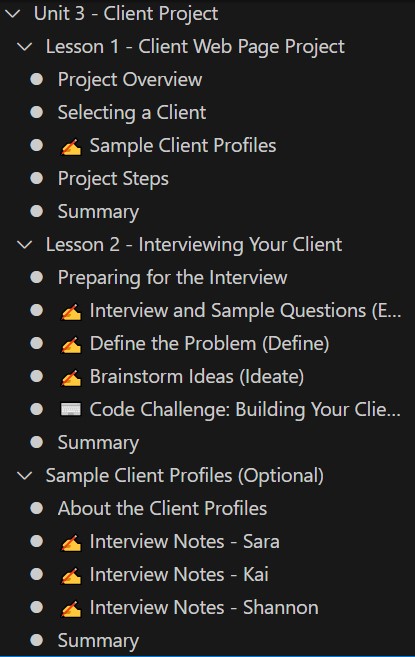 Unit 3 - Client Project
Lesson 1 - Client Web Page Project
Project Overview
Selecting a Client
✍ Sample Client Profiles
Project Steps
Summary
Lesson 2 - Interviewing Your Client
Preparing for the Interview
✍ Interview and Sample Questions (E...
✍ Define the Problem (Define)
✍ Brainstorm Ideas (Ideate)
⌨ Code Challenge: Building Your Clie...
Summary
Sample Client Profiles (Optional)
About the Client Profiles
✍ Interview Notes - Sara
✍ Interview Notes - Kai
✍ Interview Notes - Shannon
Summary